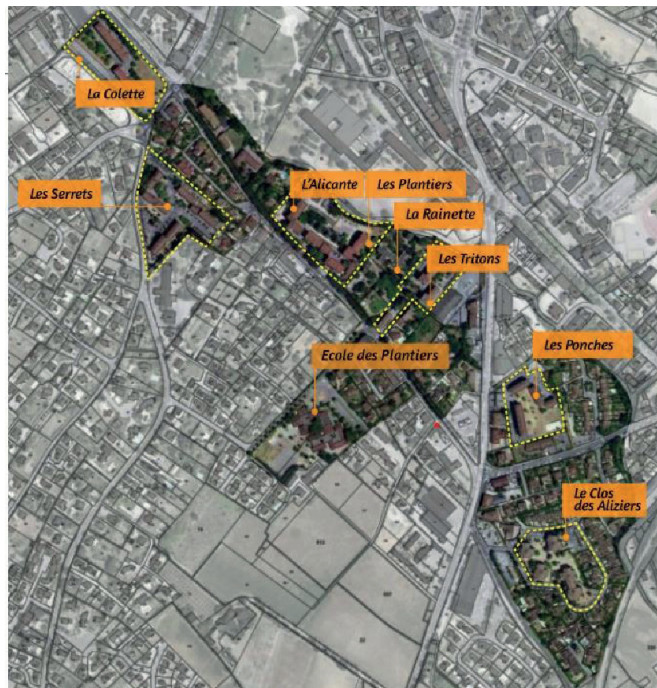 La Colette
Les Serrets
L'Alicante
Les Plantiers
La Rainette
Les Tritons
Ecole des Plantiers
Les Ponches
Le Clos
des Aliziers